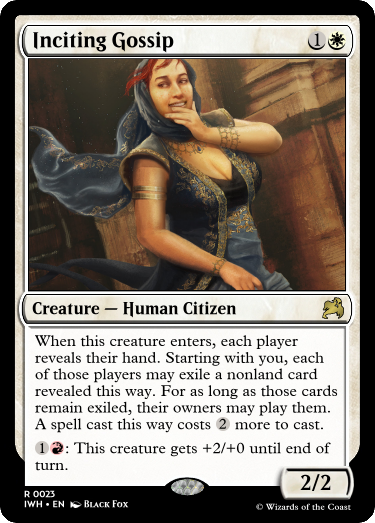 Inciting Gossip 1
Creature — Human Citizen
When this creature enters, each player
reveals their hand. Starting with you, each
of those players may exile a nonland card
revealed this way. For as long as those cards
remain exiled, their owners may play them.
A spell cast this way costs 2 more to cast.
1: This creature gets +2/+0 until end of
turn.
2/2
R 0023
IWH • EN Black Fox
© Wizards of the Coast